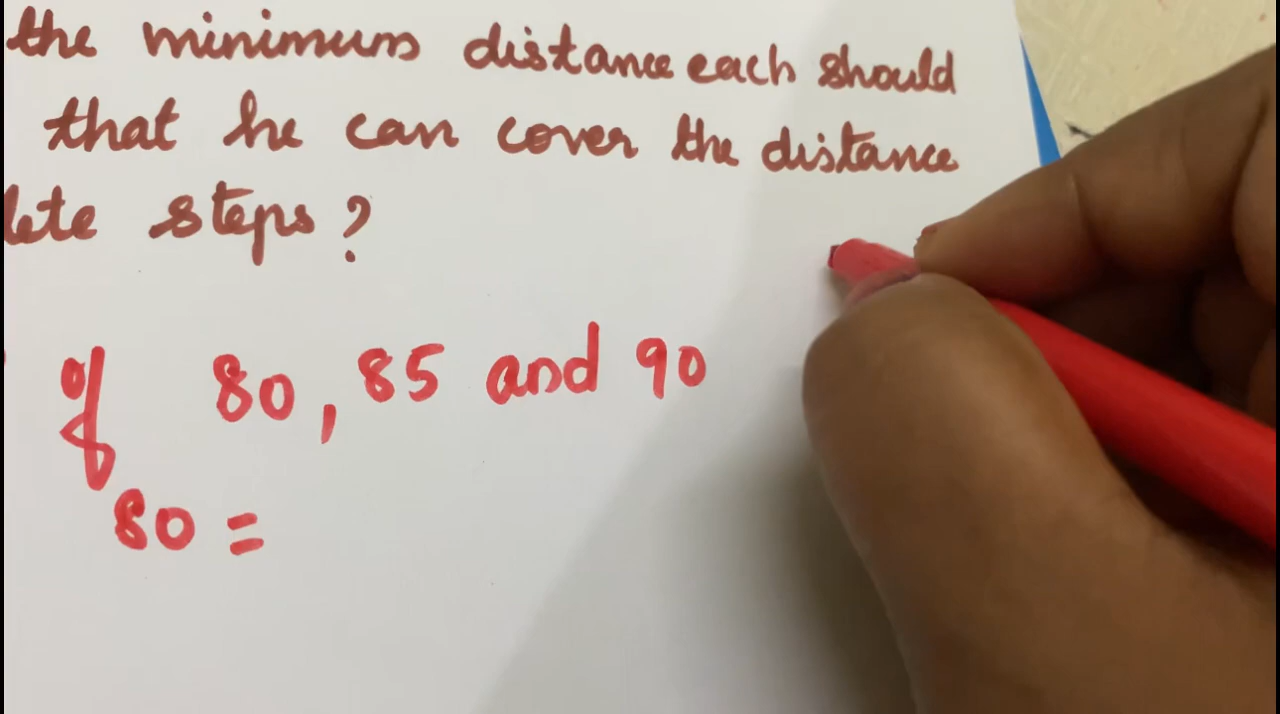 the minimum distance each should
that he can cover the distance
lete steps?
of 80, 85 and 90
80 =